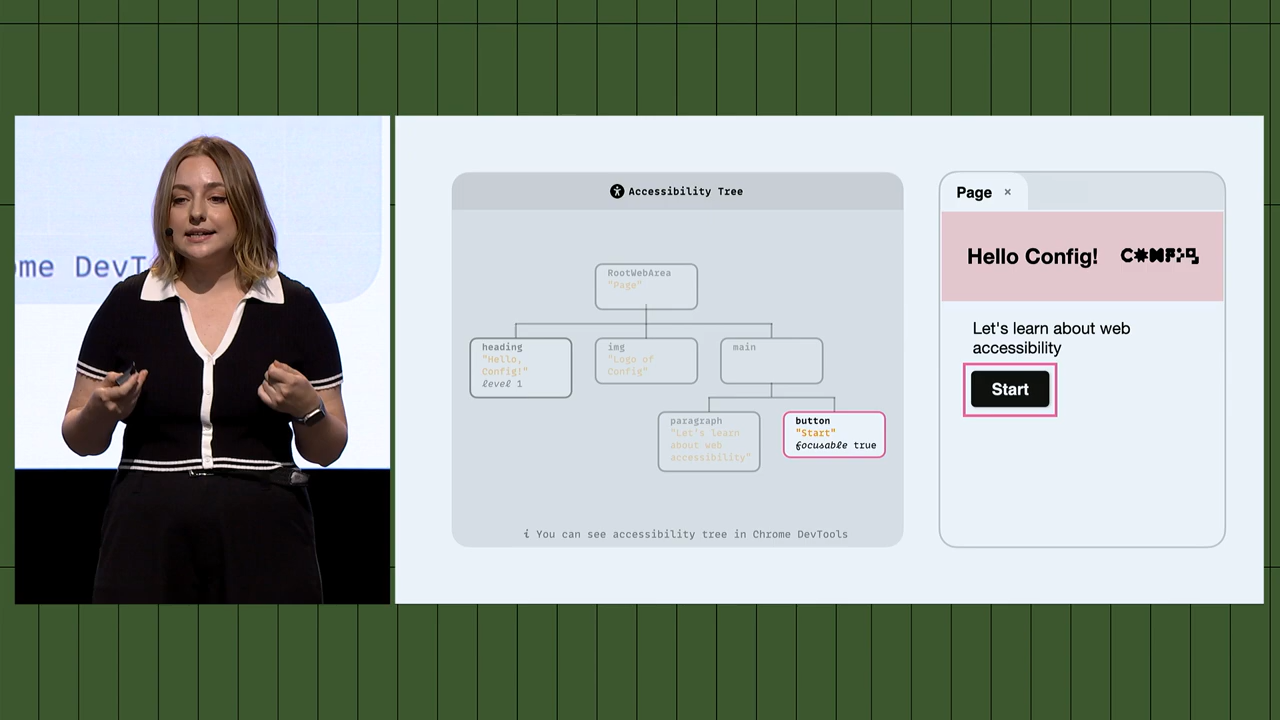 ome DevT
Accessibility Tree
RootWebArea
"Page"
heading
"Hello,
Config!"
level 1
img
"Logo of
Config"
main
paragraph
"Let's learn
about web
accessibility"
button
"Start"
focusable true
i You can see accessibility tree in Chrome DevTools
Page ×
Hello Config! CONFIG
Let's learn about web
accessibility
Start